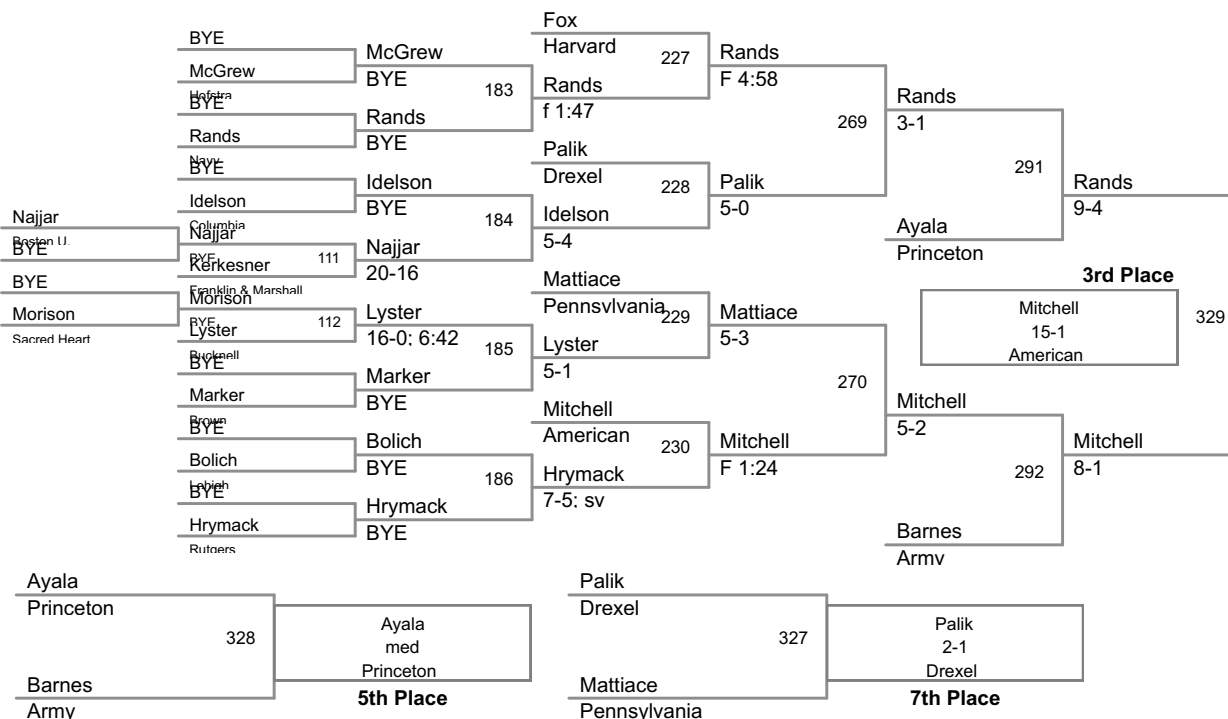 BYE
McGrew
Hofstra
BYE
Rands
Navy
BYE
Idelson
Columbia
Najjar
Boston U.
BYE
Najjar
BYE
111
Kerkesner
Franklin & Marshall
BYE
Morison
Sacred Heart
Morison
BYE
112
Lyster
Bucknell
BYE
Marker
Brown
BYE
Bolich
Lehigh
BYE
Hrymack
Rutgers
McGrew
BYE
183
Rands
BYE
Idelson
BYE
184
Najjar
20-16
Lyster
16-0; 6:42
185
Marker
BYE
Bolich
BYE
186
Hrymack
BYE
Fox
Harvard
227
Rands
f 1:47
Palik
Drexel
228
Idelson
5-4
Mattiace
Pennsylvania
229
Lyster
5-1
Mitchell
American
230
Hrymack
7-5; sv
Rands
F 4:58
269
Palik
5-0
Mattiace
5-3
270
Mitchell
F 1:24
Rands
3-1
291
Ayala
Princeton
Mitchell
5-2
292
Barnes
Army
Rands
9-4
3rd Place
Mitchell
15-1
American
329
Mitchell
8-1
Ayala
Princeton
328
Barnes
Army
Ayala
med
Princeton
5th Place
Palik
Drexel
327
Mattiace
Pennsylvania
Palik
2-1
Drexel
7th Place